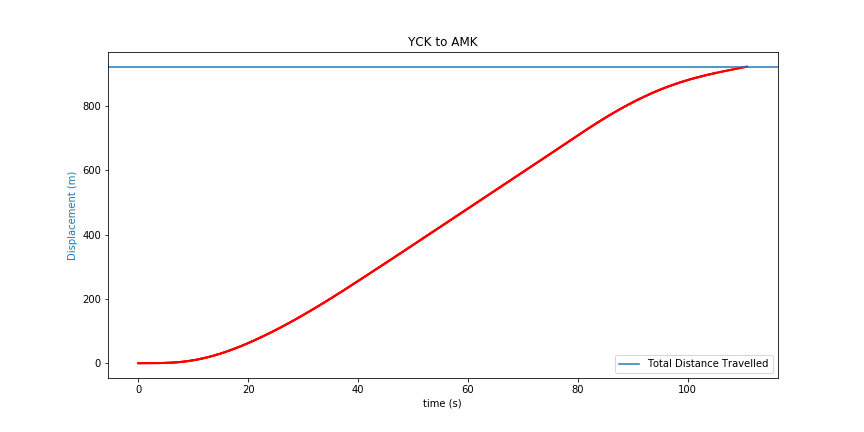 YCK to AMK
Displacement (m)
800
600
400
200
0
0 20 40 60 80 100
time (s)
Total Distance Travelled